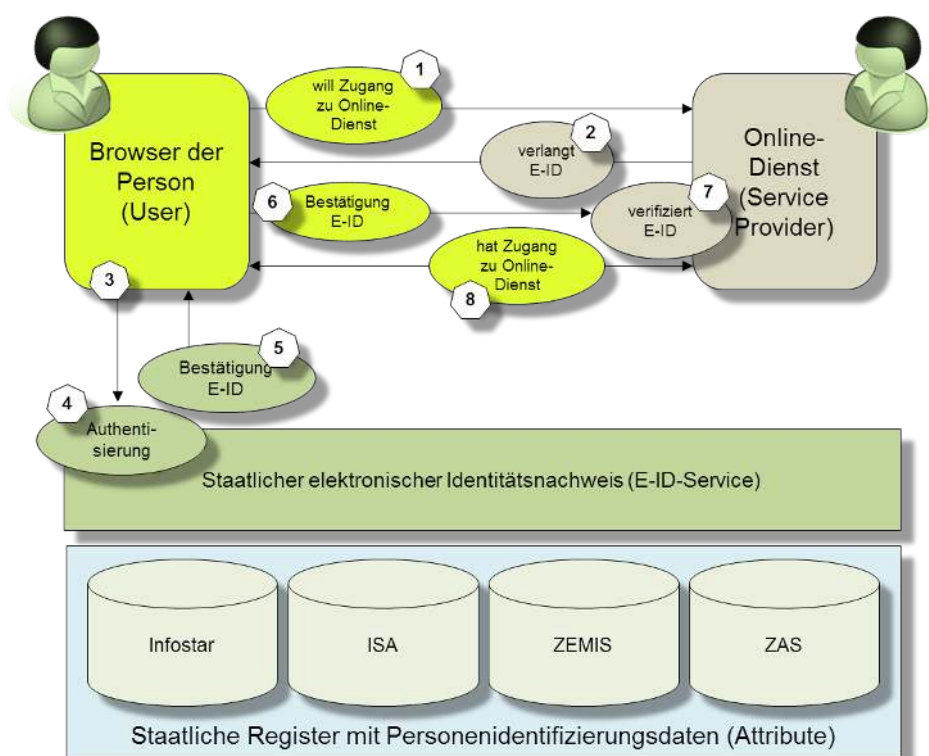 1
will Zugang
zu Online-
Dienst
2
verlangt
E-ID
Browser der
Person
(User)
Online-
Dienst
(Service
Provider)
6
Bestätigung
E-ID
7
verifiziert
E-ID
hat Zugang
zu Online-
Dienst
8
3
5
Bestätigung
E-ID
4
Authenti-
sierung
Staatlicher elektronischer Identitätsnachweis (E-ID-Service)
Infostar
ISA
ZEMIS
ZAS
Staatliche Register mit Personenidentifizierungsdaten (Attribute)